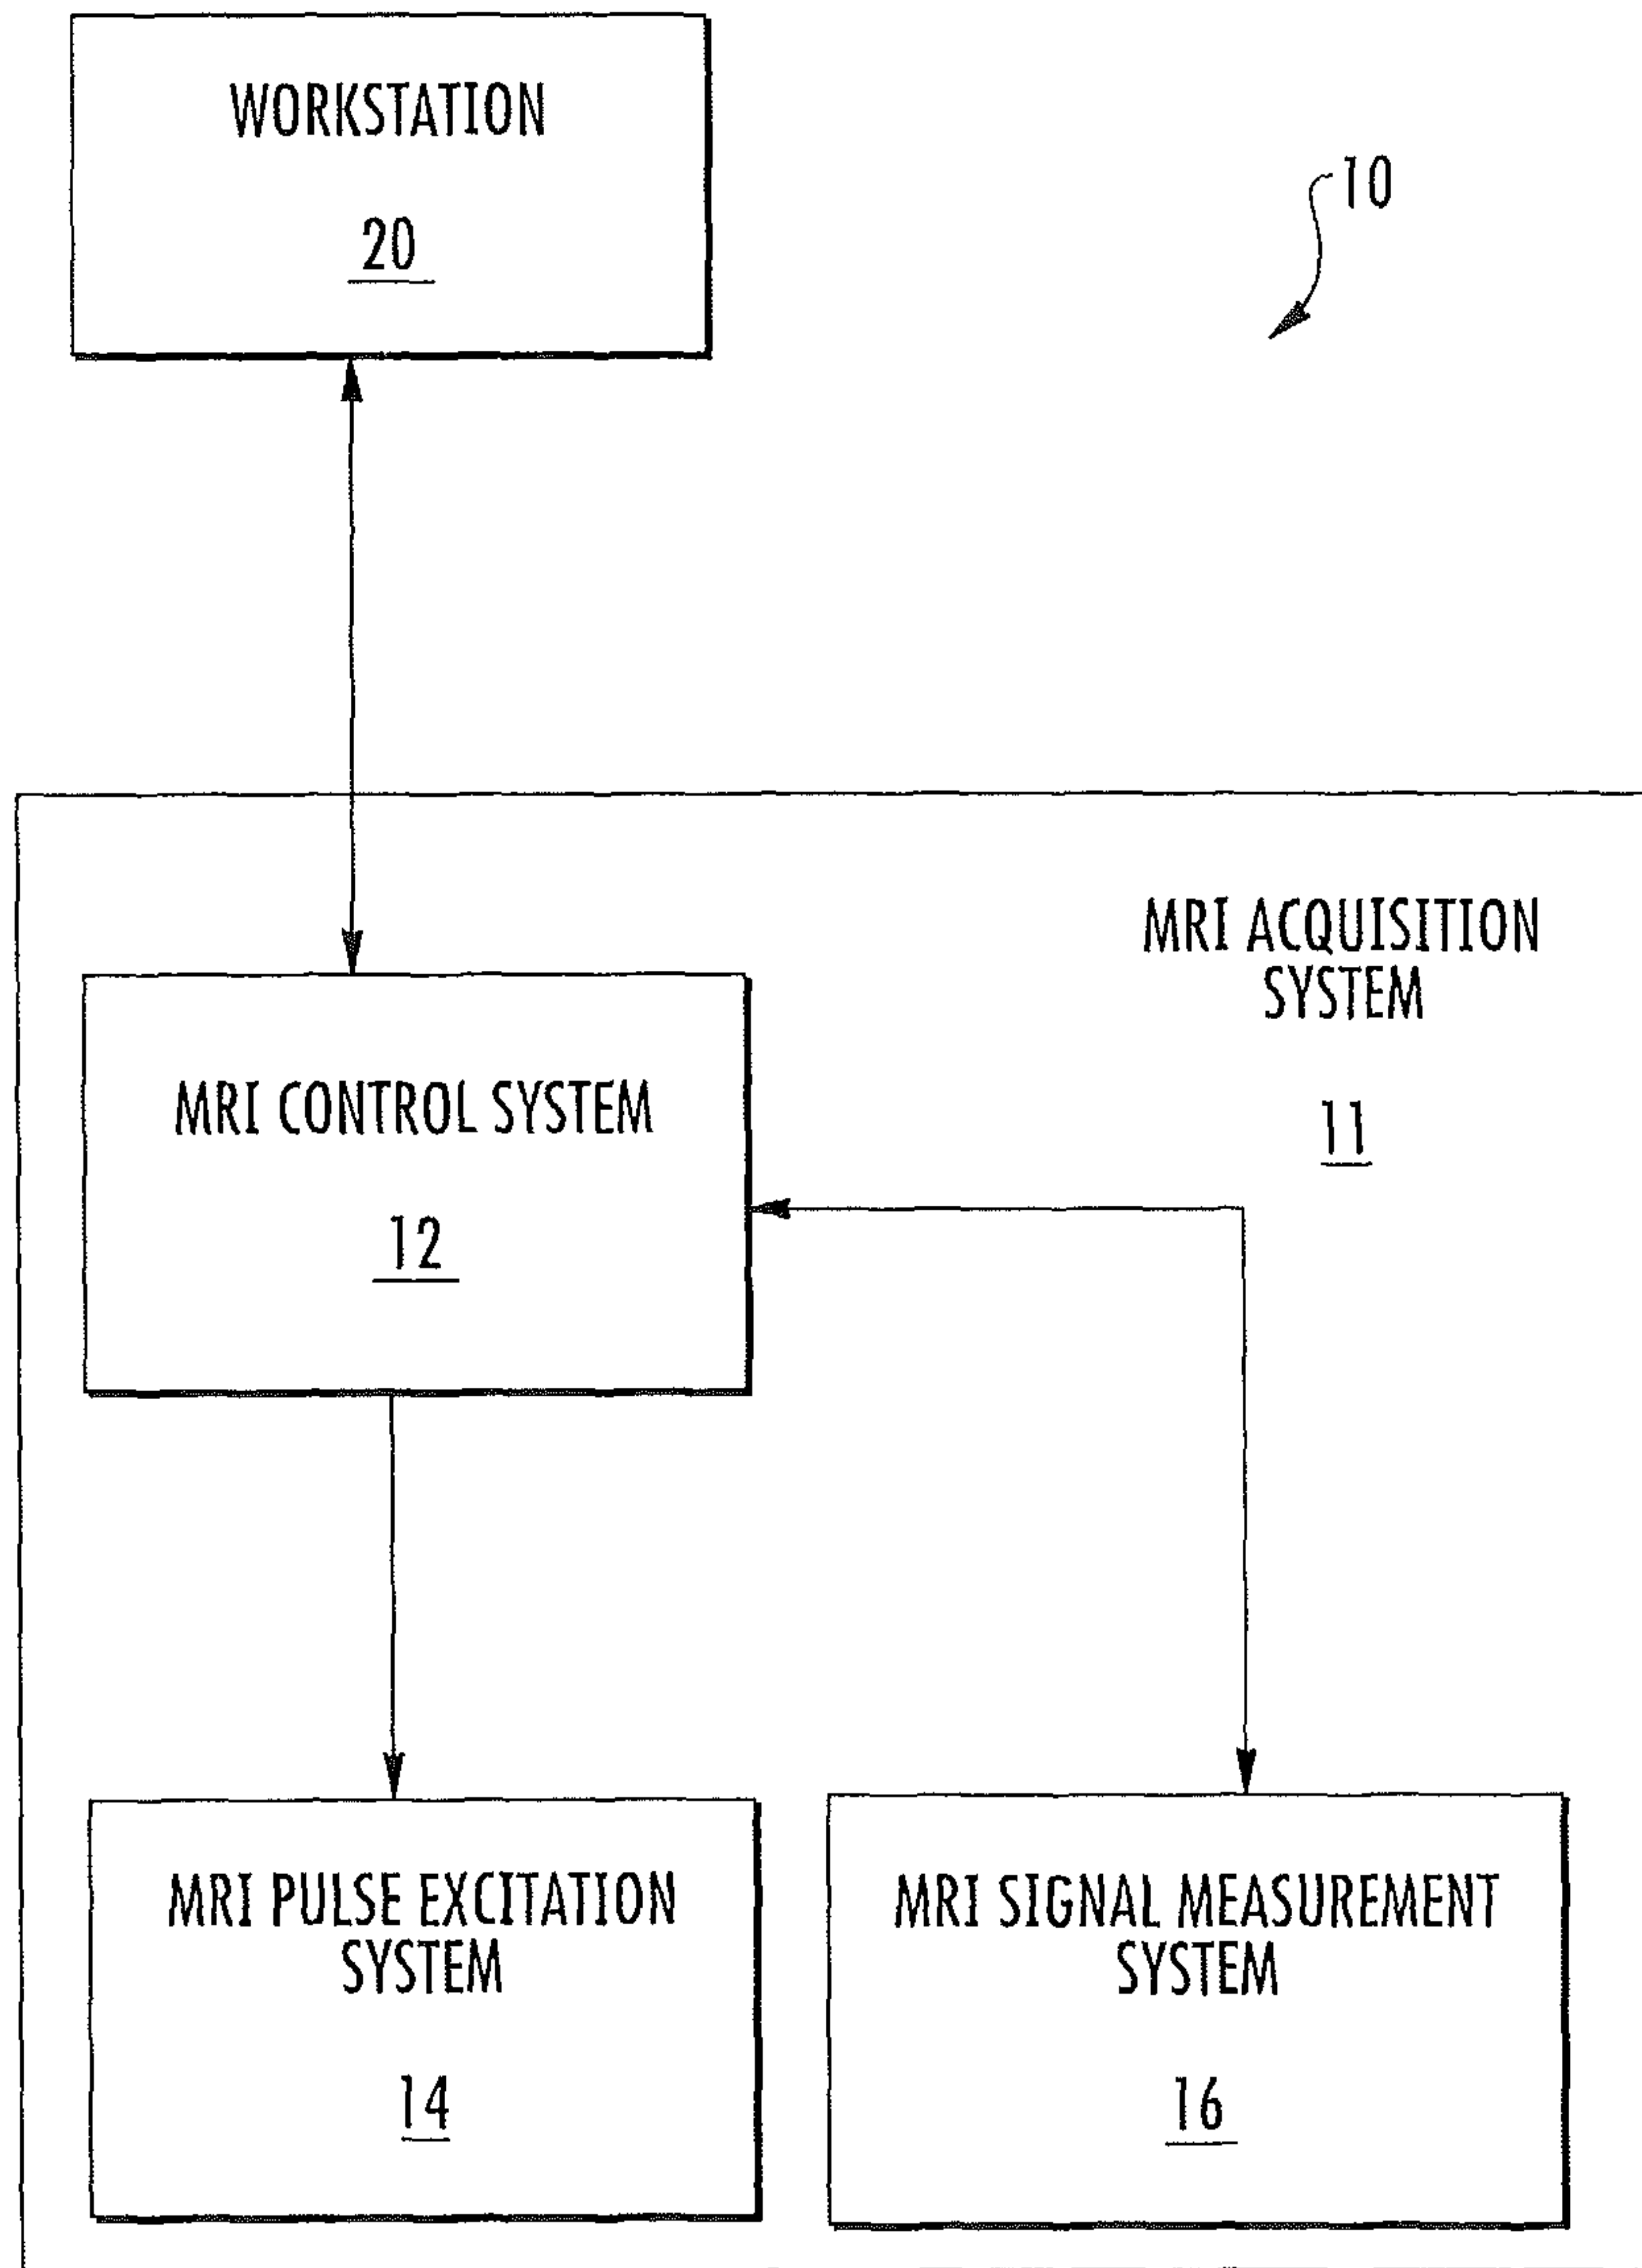 WORKSTATION
20
10
MRI ACQUISITION
SYSTEM
11
MRI CONTROL SYSTEM
12
MRI PULSE EXCITATION
SYSTEM
14
MRI SIGNAL MEASUREMENT
SYSTEM
16